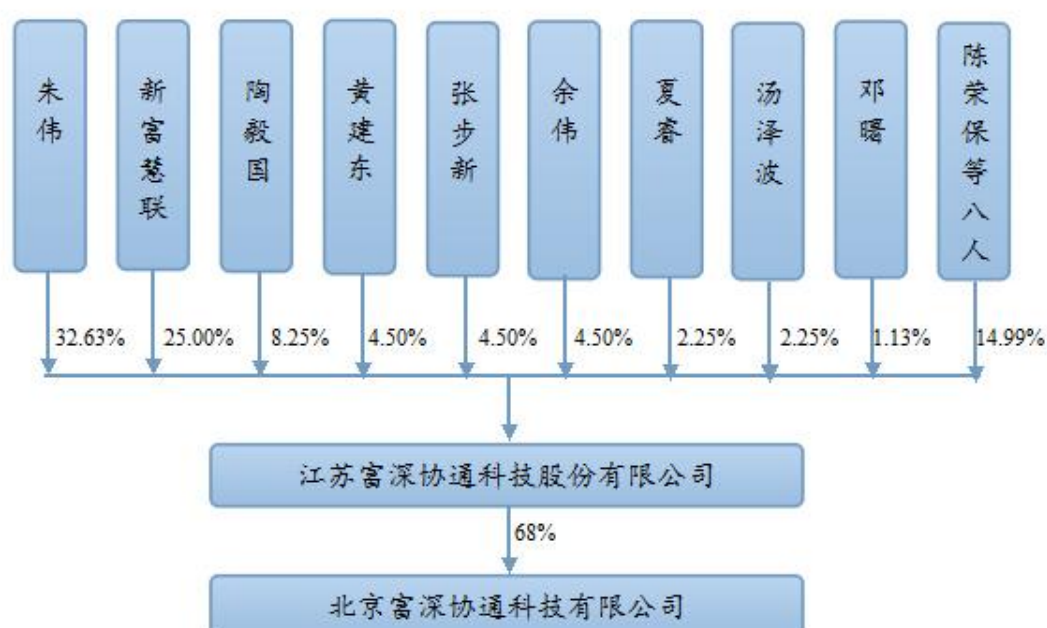 朱伟
新富慧联
陶毅国
黄建东
张步新
余伟
夏睿
汤泽波
邓曙
陈荣保等八人
32.63%
25.00%
8.25%
4.50%
4.50%
4.50%
2.25%
2.25%
1.13%
14.99%
江苏富深协通科技股份有限公司
68%
北京富深协通科技有限公司